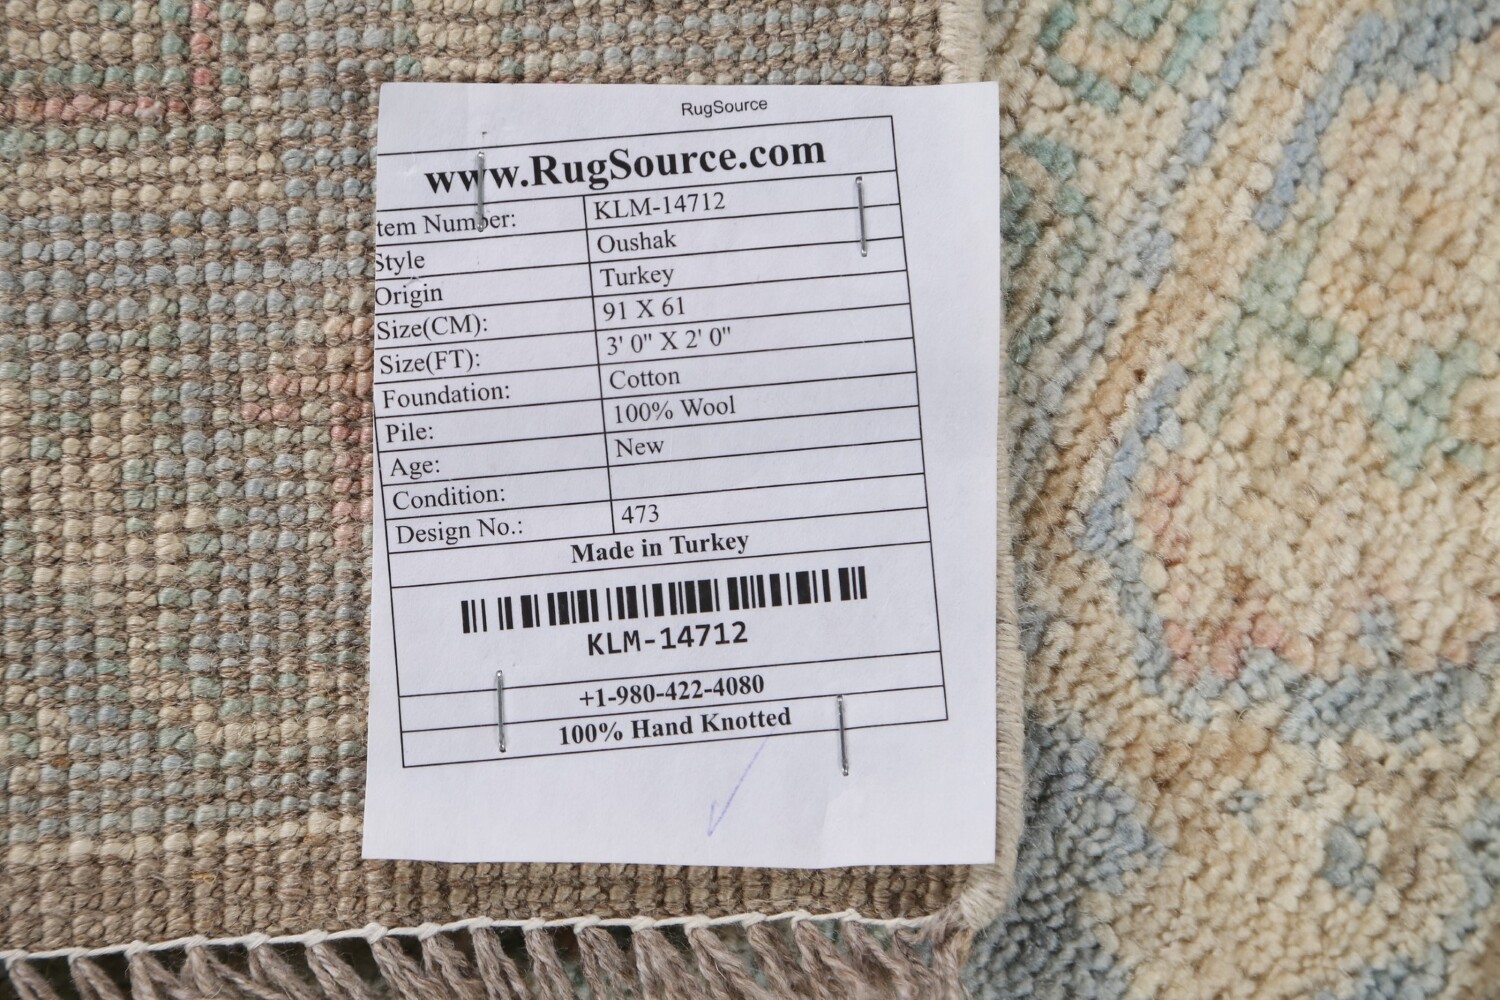 RugSource
www.RugSource.com
tem Number: KLM-14712
Style Oushak
Origin Turkey
Size(CM): 91 X 61
Size(FT): 3' 0" X 2' 0"
Foundation: Cotton
Pile: 100% Wool
Age: New
Condition:
Design No.: 473
Made in Turkey
KLM-14712
+1-980-422-4080
100% Hand Knotted